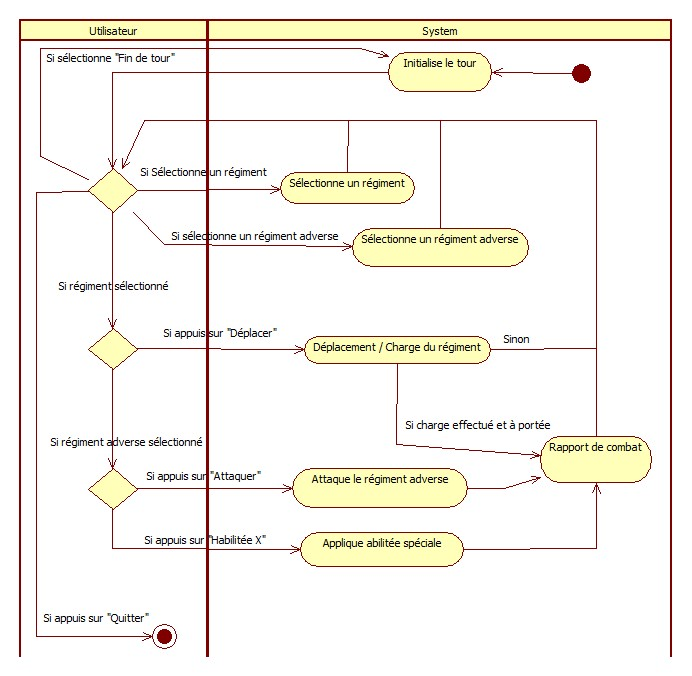 Utilisateur
System
Si sélectionne "Fin de tour"
Initialise le tour
Si Sélectionne un régiment
Sélectionne un régiment
Si sélectionne un régiment adverse
Sélectionne un régiment adverse
Si régiment sélectionné
Si appuis sur "Déplacer"
Déplacement / Charge du régiment
Sinon
Si charge effectué et à portée
Si régiment adverse sélectionné
Rapport de combat
Si appuis sur "Attaquer"
Attaque le régiment adverse
Si appuis sur "Habilitée X"
Applique abilitée spéciale
Si appuis sur "Quitter"